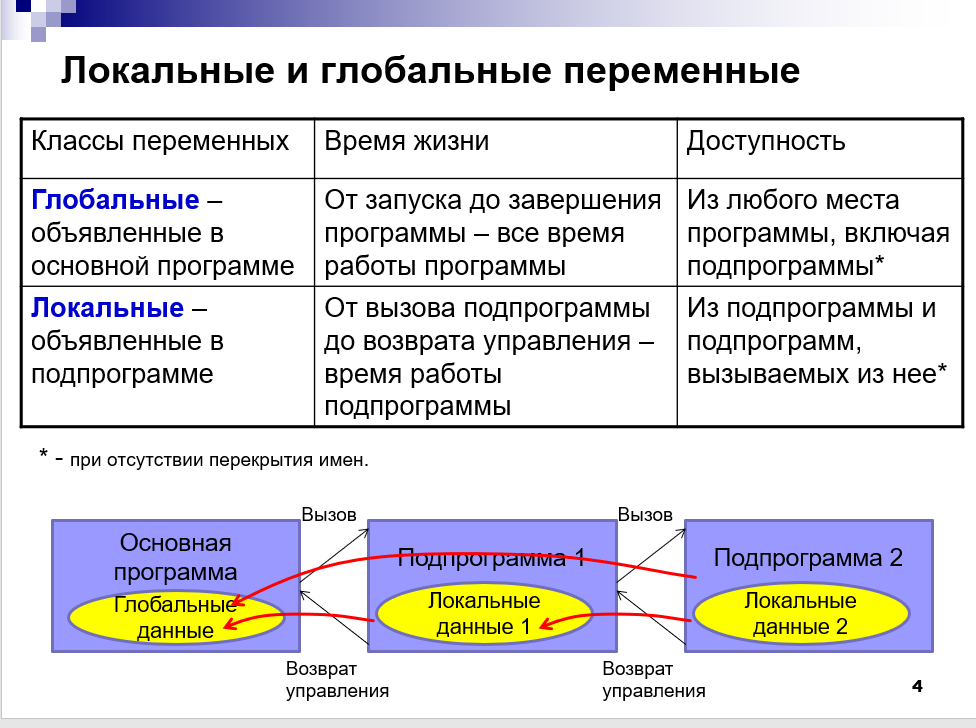 Локальные и глобальные переменные
Классы переменных
Время жизни
Доступность
Глобальные –
объявленные в
основной программе
От запуска до завершения
программы – все время
работы программы
Из любого места
программы, включая
подпрограммы*
Локальные –
объявленные в
подпрограмме
От вызова подпрограммы
до возврата управления –
время работы
подпрограммы
Из подпрограммы и
подпрограмм,
вызываемых из нее*
* - при отсутствии перекрытия имен.
Вызов
Вызов
Основная
программа
Глобальные
данные
Подпрограмма 1
Локальные
данные 1
Подпрограмма 2
Локальные
данные 2
Возврат
управления
Возврат
управления
4